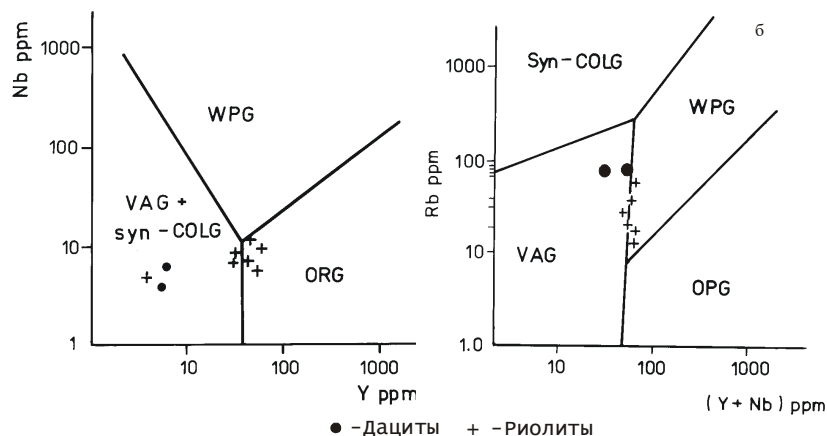 Nb ppm
1000
100
10
1
WPG
VAG +
syn-COLG
ORG
10 100 1000
Y ppm
б
Rb ppm
1000
100
10
1.0
Syn-COLG
WPG
VAG
OPG
10 100 1000
(Y + Nb) ppm
● -Дациты + -Риолиты